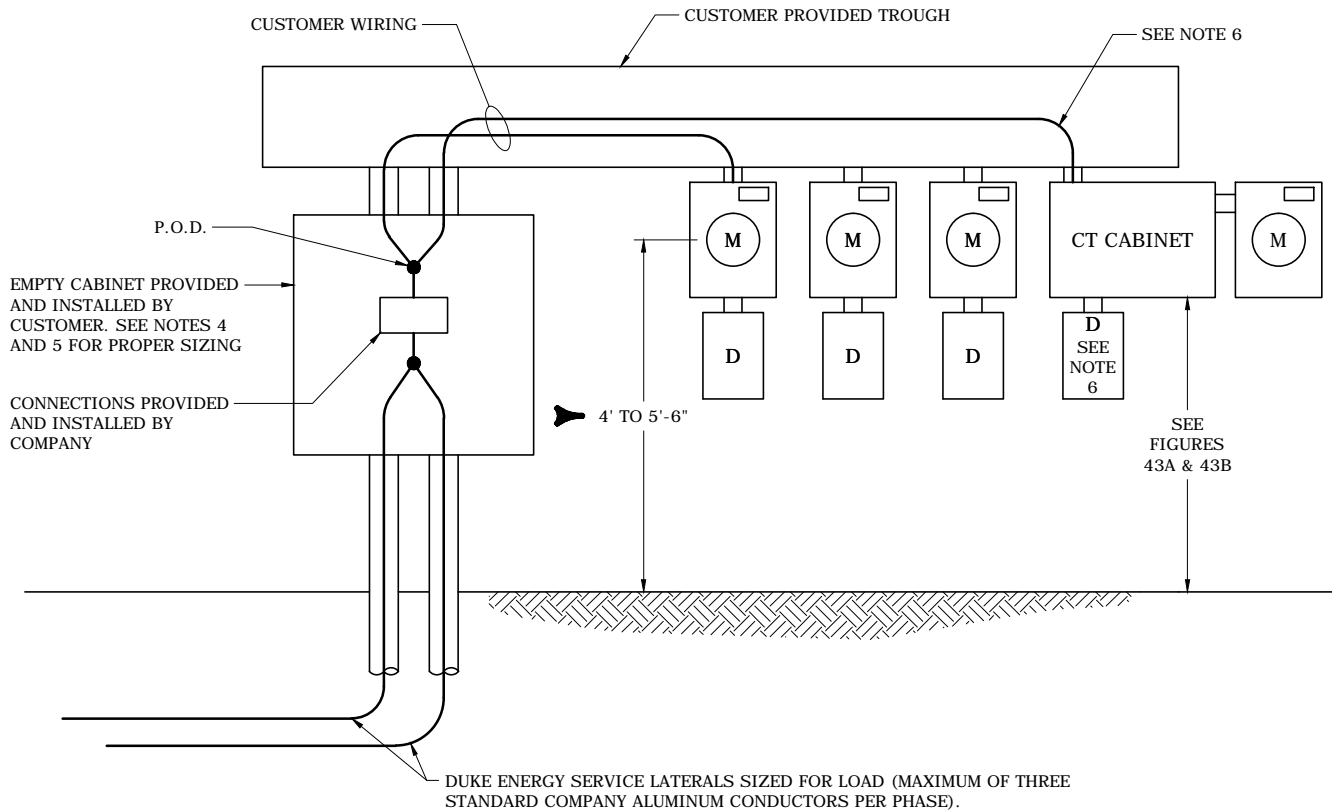 CUSTOMER WIRING
CUSTOMER PROVIDED TROUGH
SEE NOTE 6
P.O.D.
EMPTY CABINET PROVIDED
AND INSTALLED BY
CUSTOMER. SEE NOTES 4
AND 5 FOR PROPER SIZING
CONNECTIONS PROVIDED
AND INSTALLED BY
COMPANY
M
M
M
CT CABINET
M
D
D
D
D
SEE
NOTE
6
4' TO 5'-6"
SEE
FIGURES
43A & 43B
DUKE ENERGY SERVICE LATERALS SIZED FOR LOAD (MAXIMUM OF THREE
STANDARD COMPANY ALUMINUM CONDUCTORS PER PHASE).